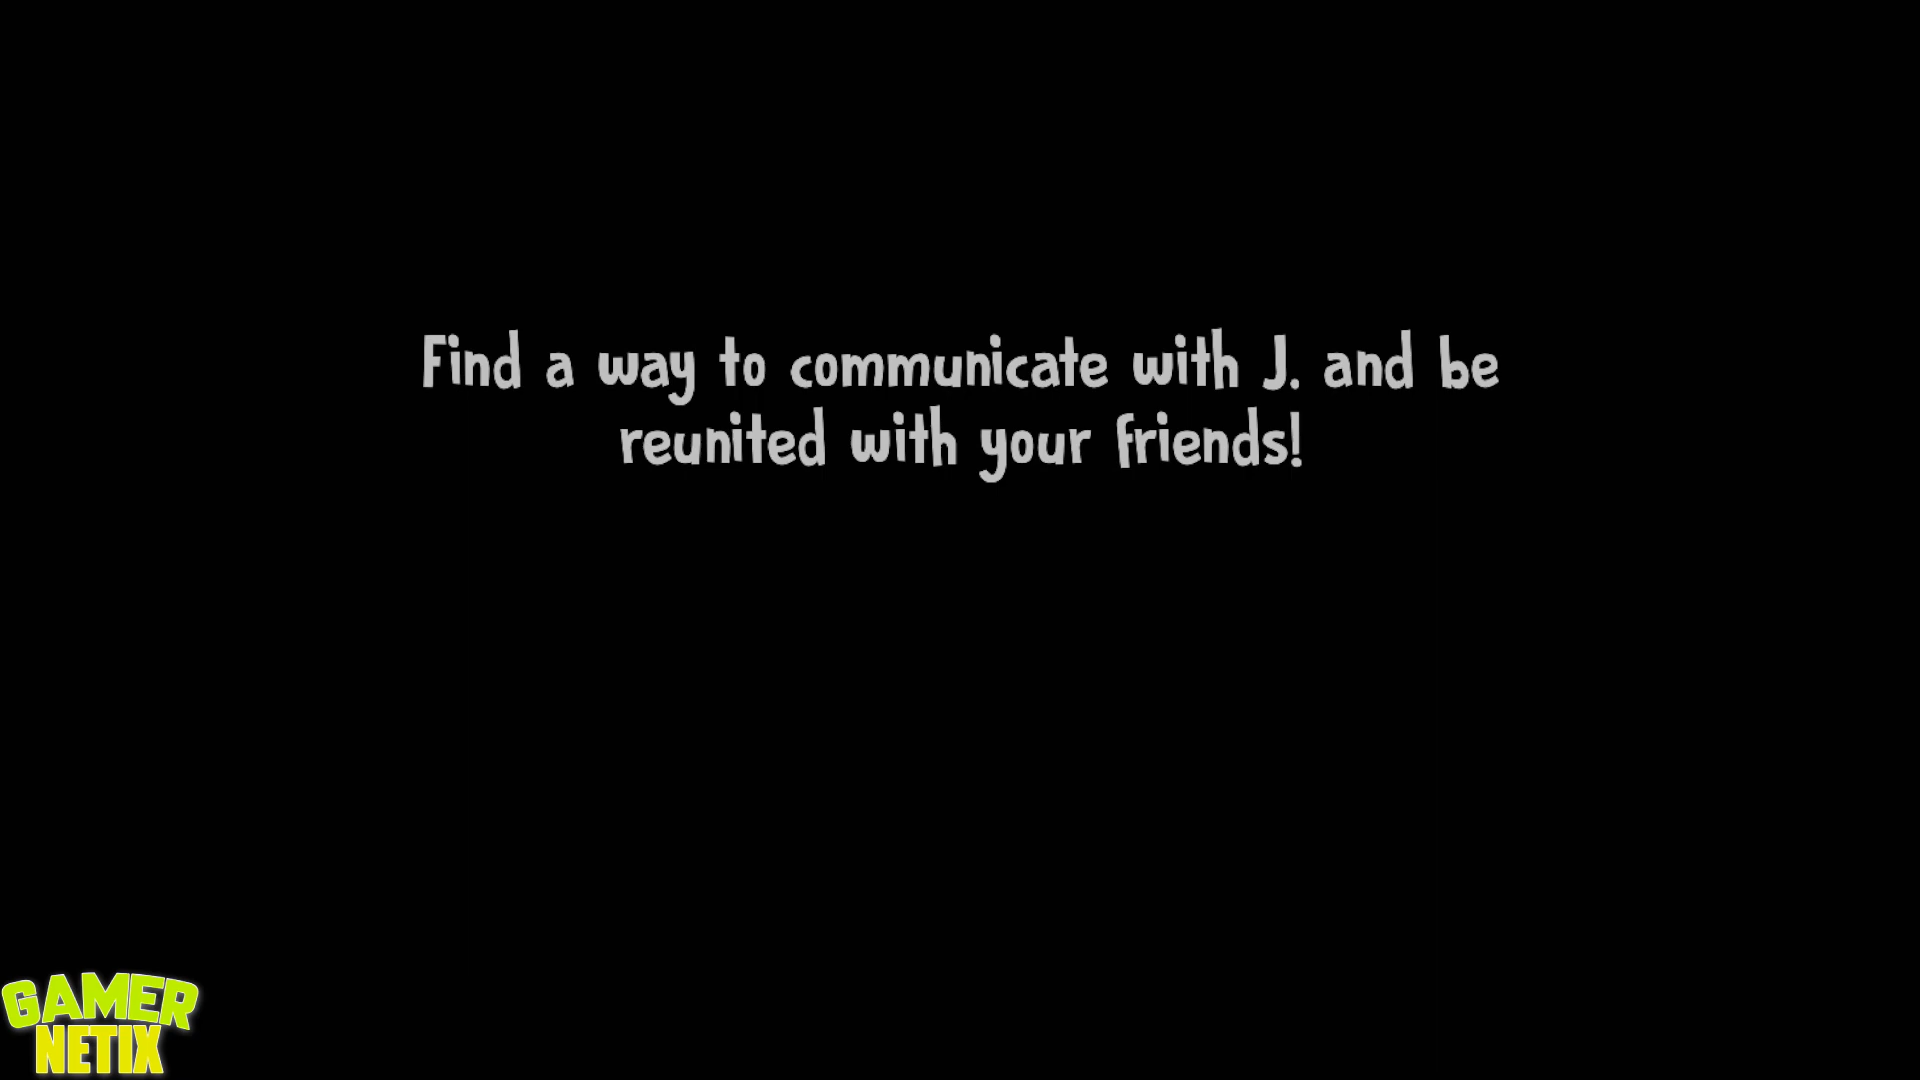 Find a way to communicate with J. and be
reunited with your friends!
GAMER
NETIX